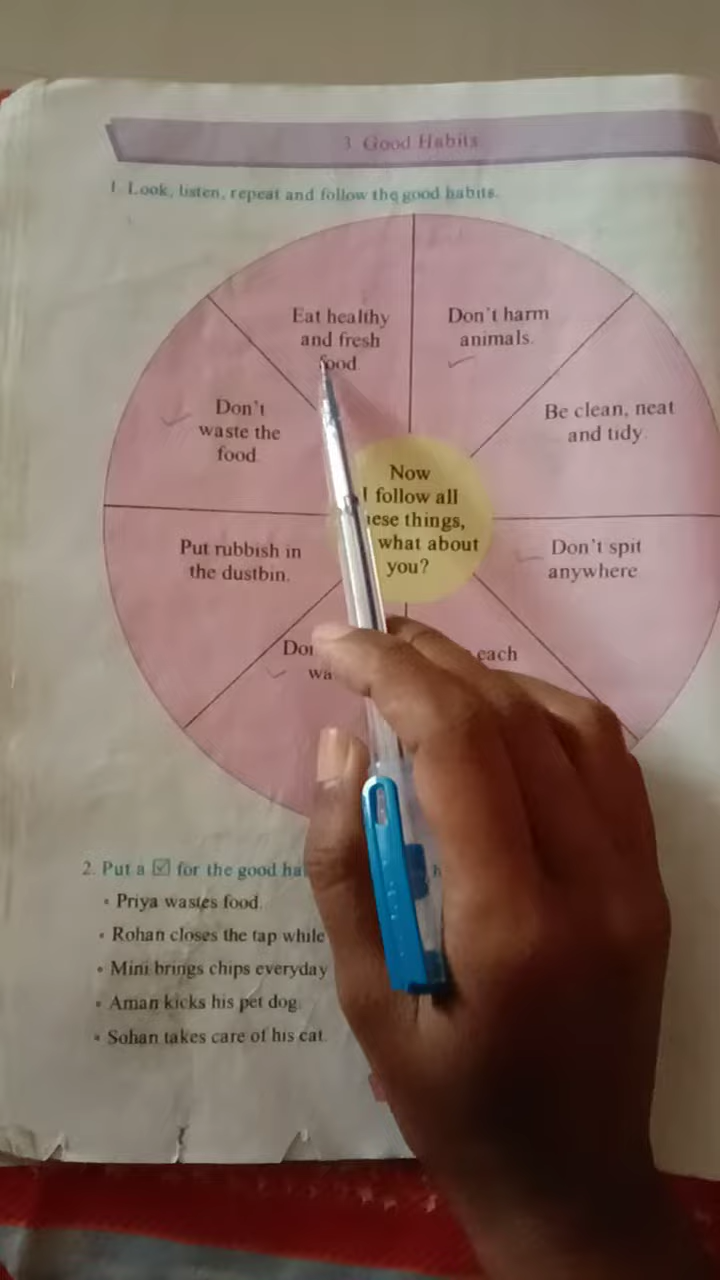 3 Good Habits
1. Look, listen, repeat and follow the good habits.
Eat healthy
and fresh
food.
Don't harm
animals.
Be clean, neat
and tidy.
Don't spit
anywhere
each
Put rubbish in
the dustbin.
Don't
waste the
food.
Now
I follow all
things,
what about
you?
2. Put a ☑ for the good
• Priya wastes food.
• Rohan closes the tap while
• Mini brings chips everyday
• Aman kicks his pet dog.
• Sohan takes care of his cat.